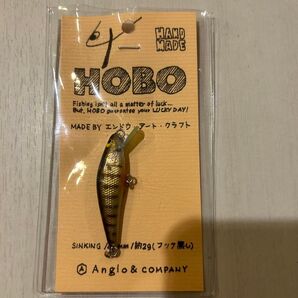 HAND
MADE
HOBO
Fishing isn't all a matter of luck...
But, HOBO guarantee your LUCKY DAY!
MADE BY エンドウ アート・クラフト
SINKING / mm / 約2g (フック無し)
Anglo & COMPANY